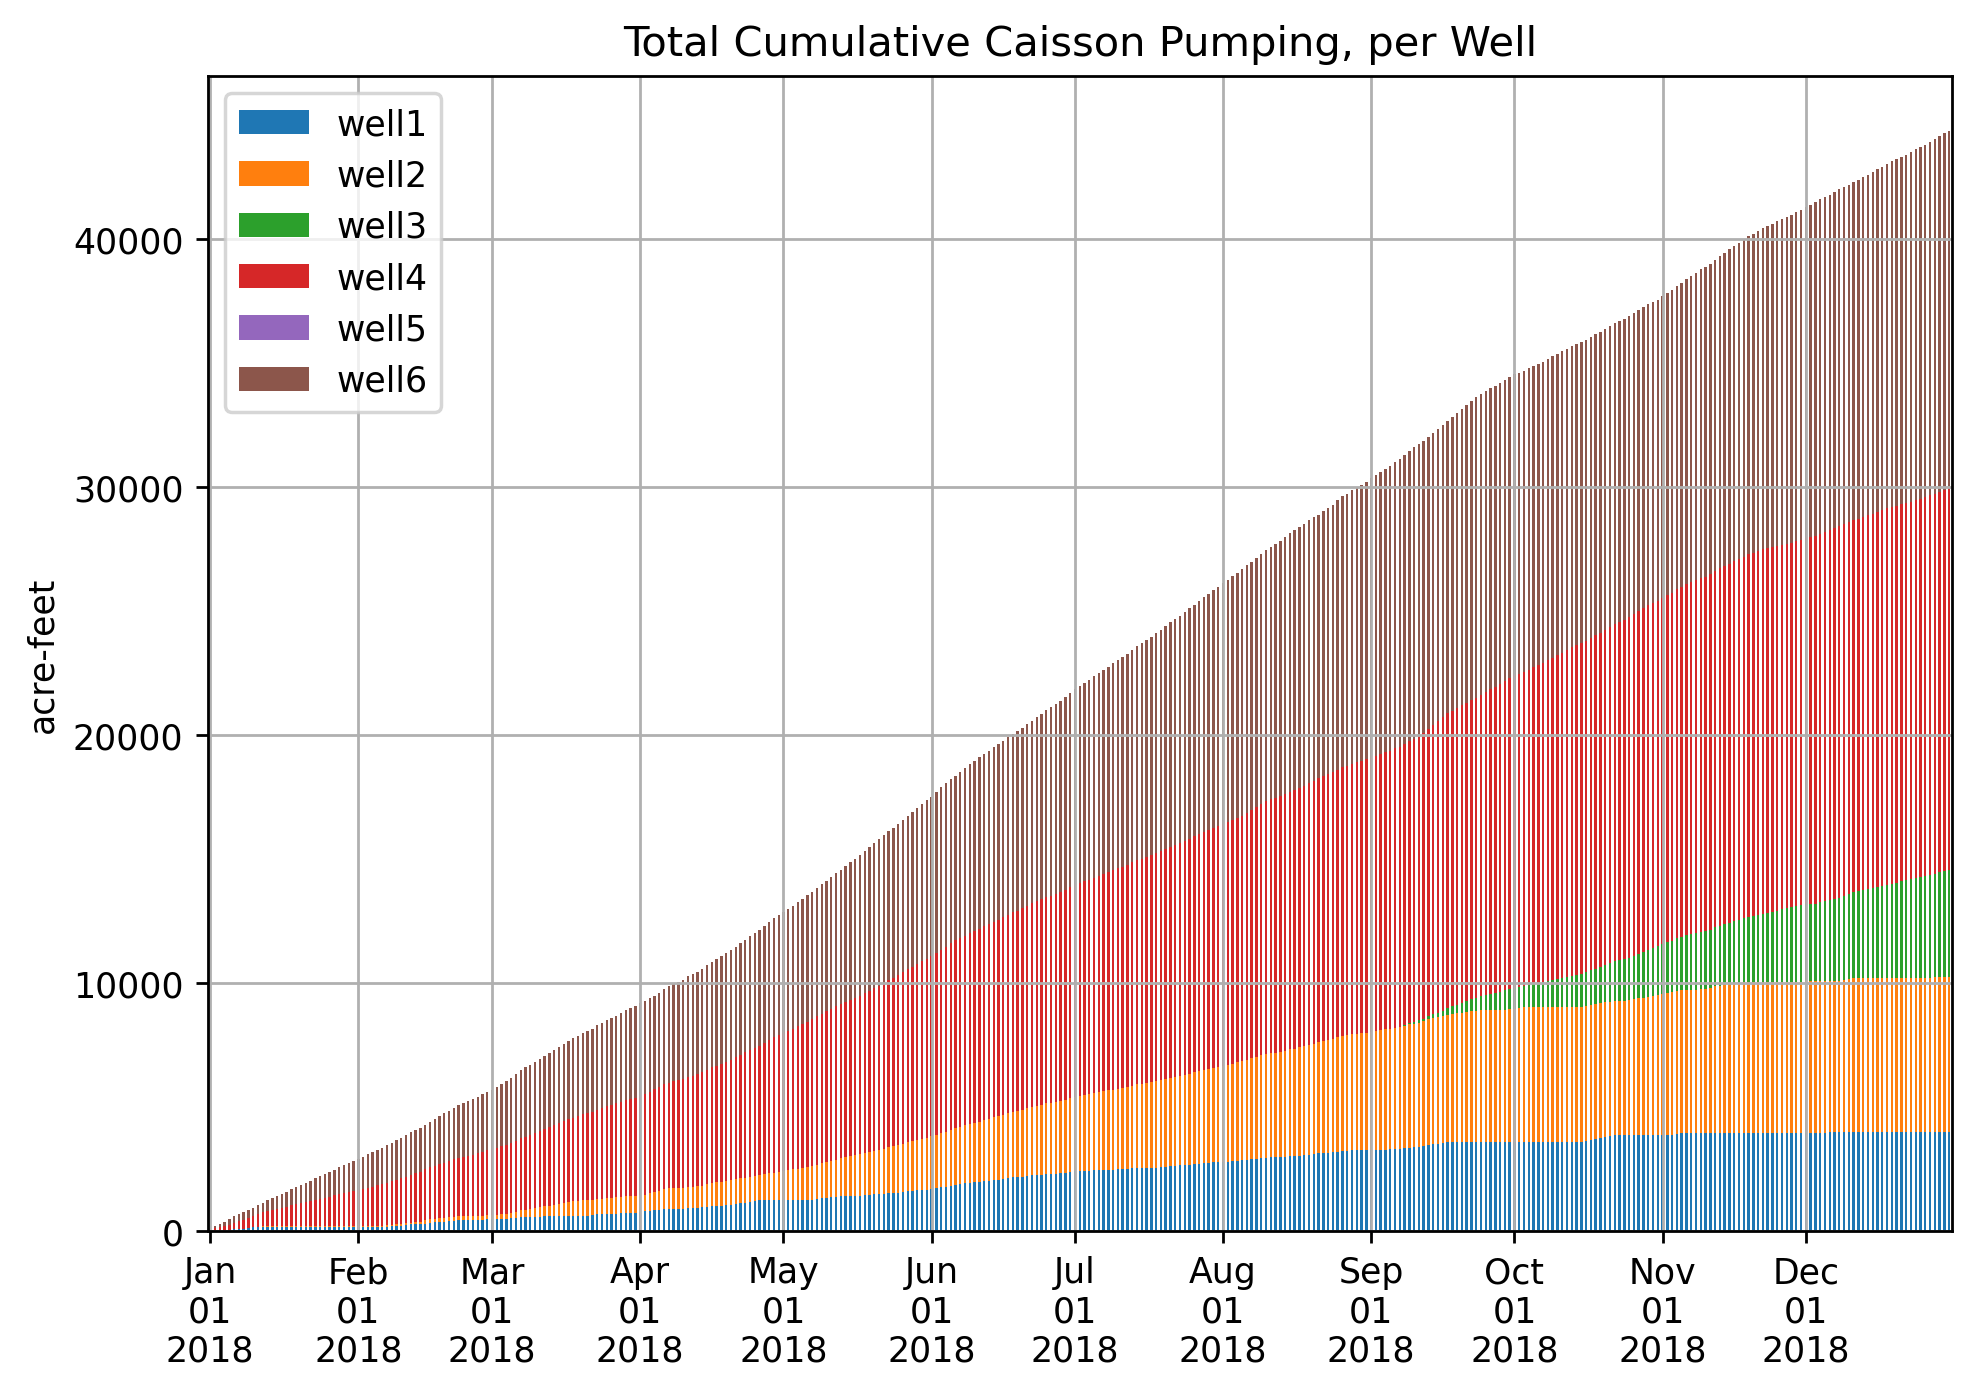 Total Cumulative Caisson Pumping, per Well
well1
well2
well3
well4
well5
well6
acre-feet
40000
30000
20000
10000
0
Jan Feb Mar Apr May Jun Jul Aug Sep Oct Nov Dec
01 01 01 01 01 01 01 01 01 01 01 01
2018 2018 2018 2018 2018 2018 2018 2018 2018 2018 2018 2018